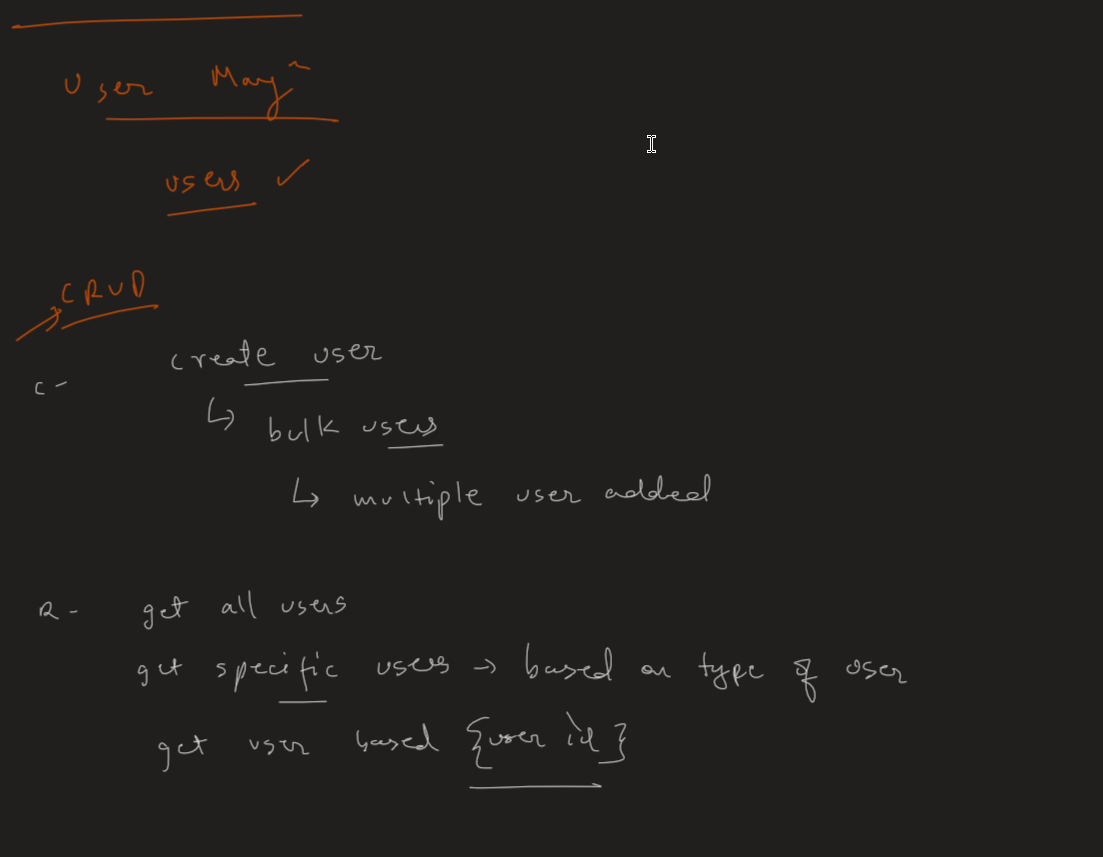 User Mang
users ✓
CRUD
C - create user
↳ bulk users
↳ multiple user added
R - get all users
get specific users → based on type of user
get user based {user id}